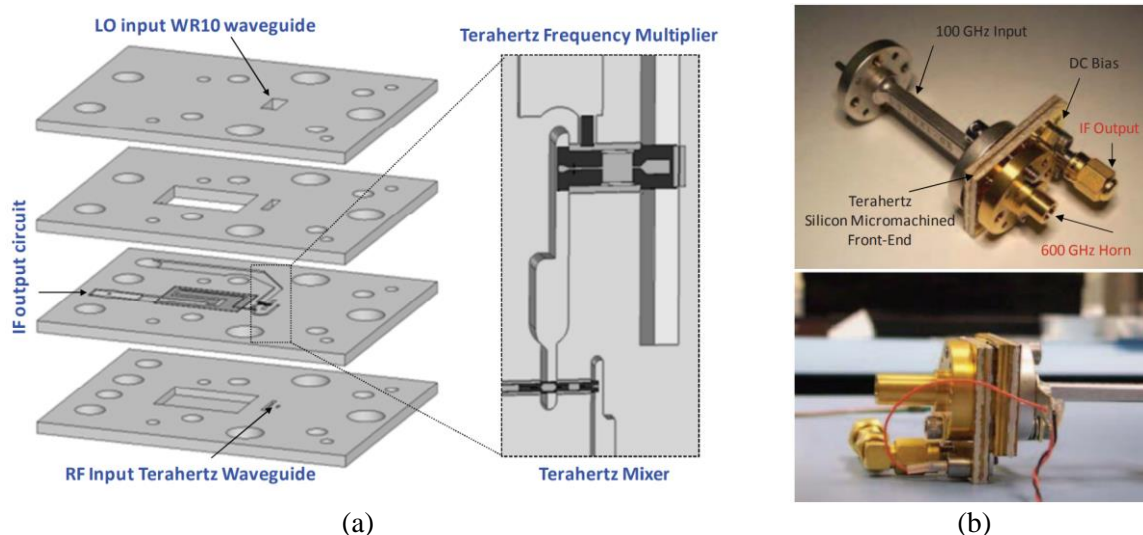 LO input WR10 waveguide
Terahertz Frequency Multiplier
IF output circuit
RF Input Terahertz Waveguide
Terahertz Mixer
(a)
100 GHz Input
DC Bias
IF Output
Terahertz
Silicon Micromachined
Front-End
600 GHz Horn
(b)